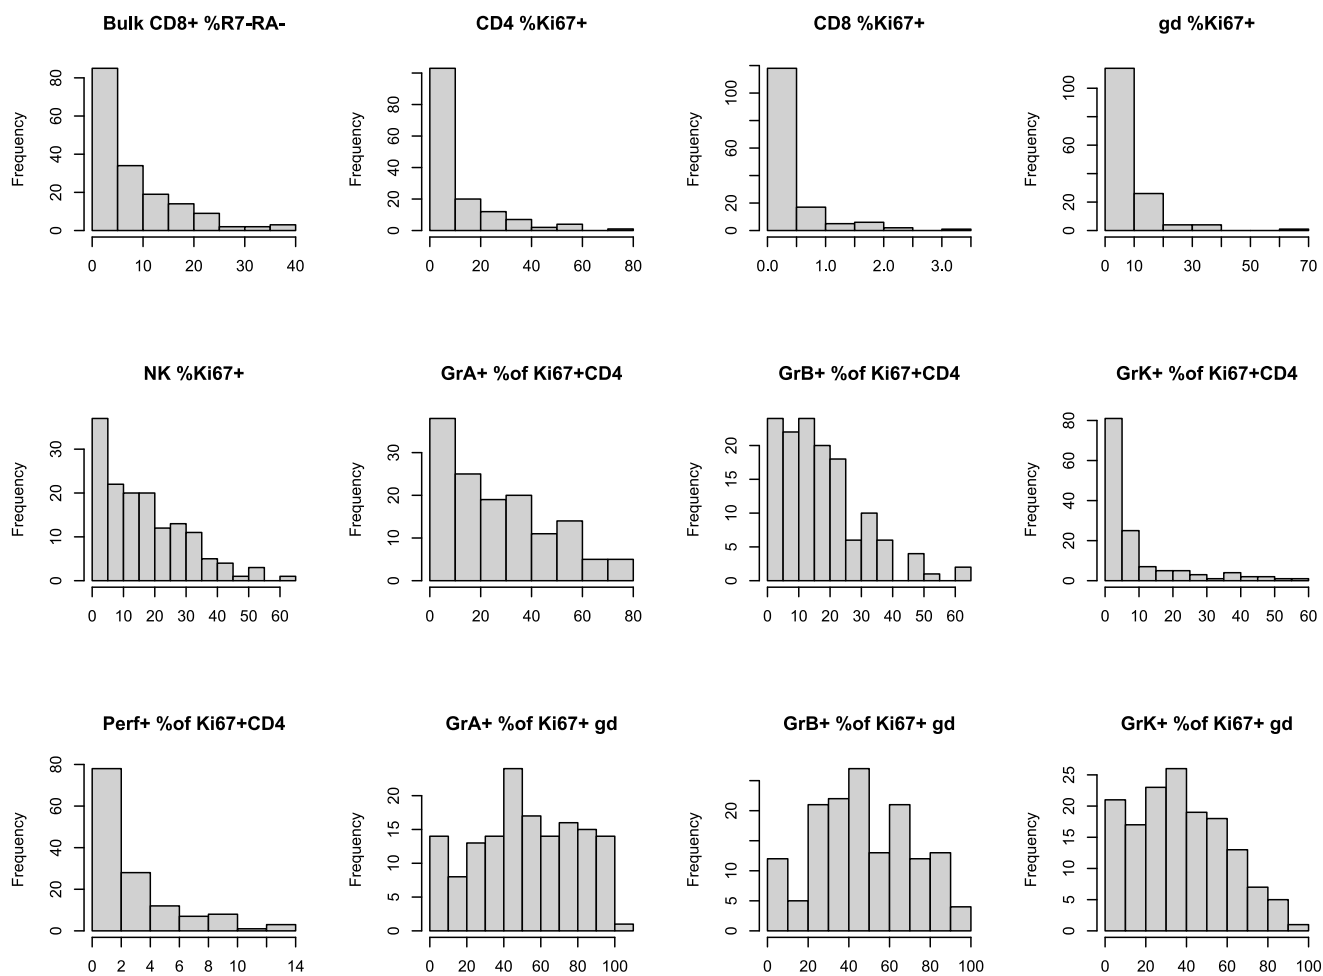 Bulk CD8+ %R7-RA- CD4 %Ki67+ CD8 %Ki67+ gd %Ki67+
Frequency Frequency Frequency Frequency
0 20 40 60 80
0 20 40 60 80
0 20 60 100
0 20 60 100
0 10 20 30 40
0 20 40 60 80
0.0 1.0 2.0 3.0
0 10 30 50 70
NK %Ki67+ GrA+ %of Ki67+CD4 GrB+ %of Ki67+CD4 GrK+ %of Ki67+CD4
Frequency Frequency Frequency Frequency
0 10 20 30
0 10 20 30
0 5 10 15 20
0 20 40 60 80
0 10 20 30 40 50 60
0 20 40 60 80
0 10 20 30 40 50 60
0 10 20 30 40 50 60
Perf+ %of Ki67+CD4 GrA+ %of Ki67+ gd GrB+ %of Ki67+ gd GrK+ %of Ki67+ gd
Frequency Frequency Frequency Frequency
0 20 40 60 80
0 5 10 15 20
0 5 10 20
0 5 10 15 20 25
0 2 4 6 8 10 14
0 20 40 60 80 100
0 20 40 60 80 100
0 20 40 60 80 100